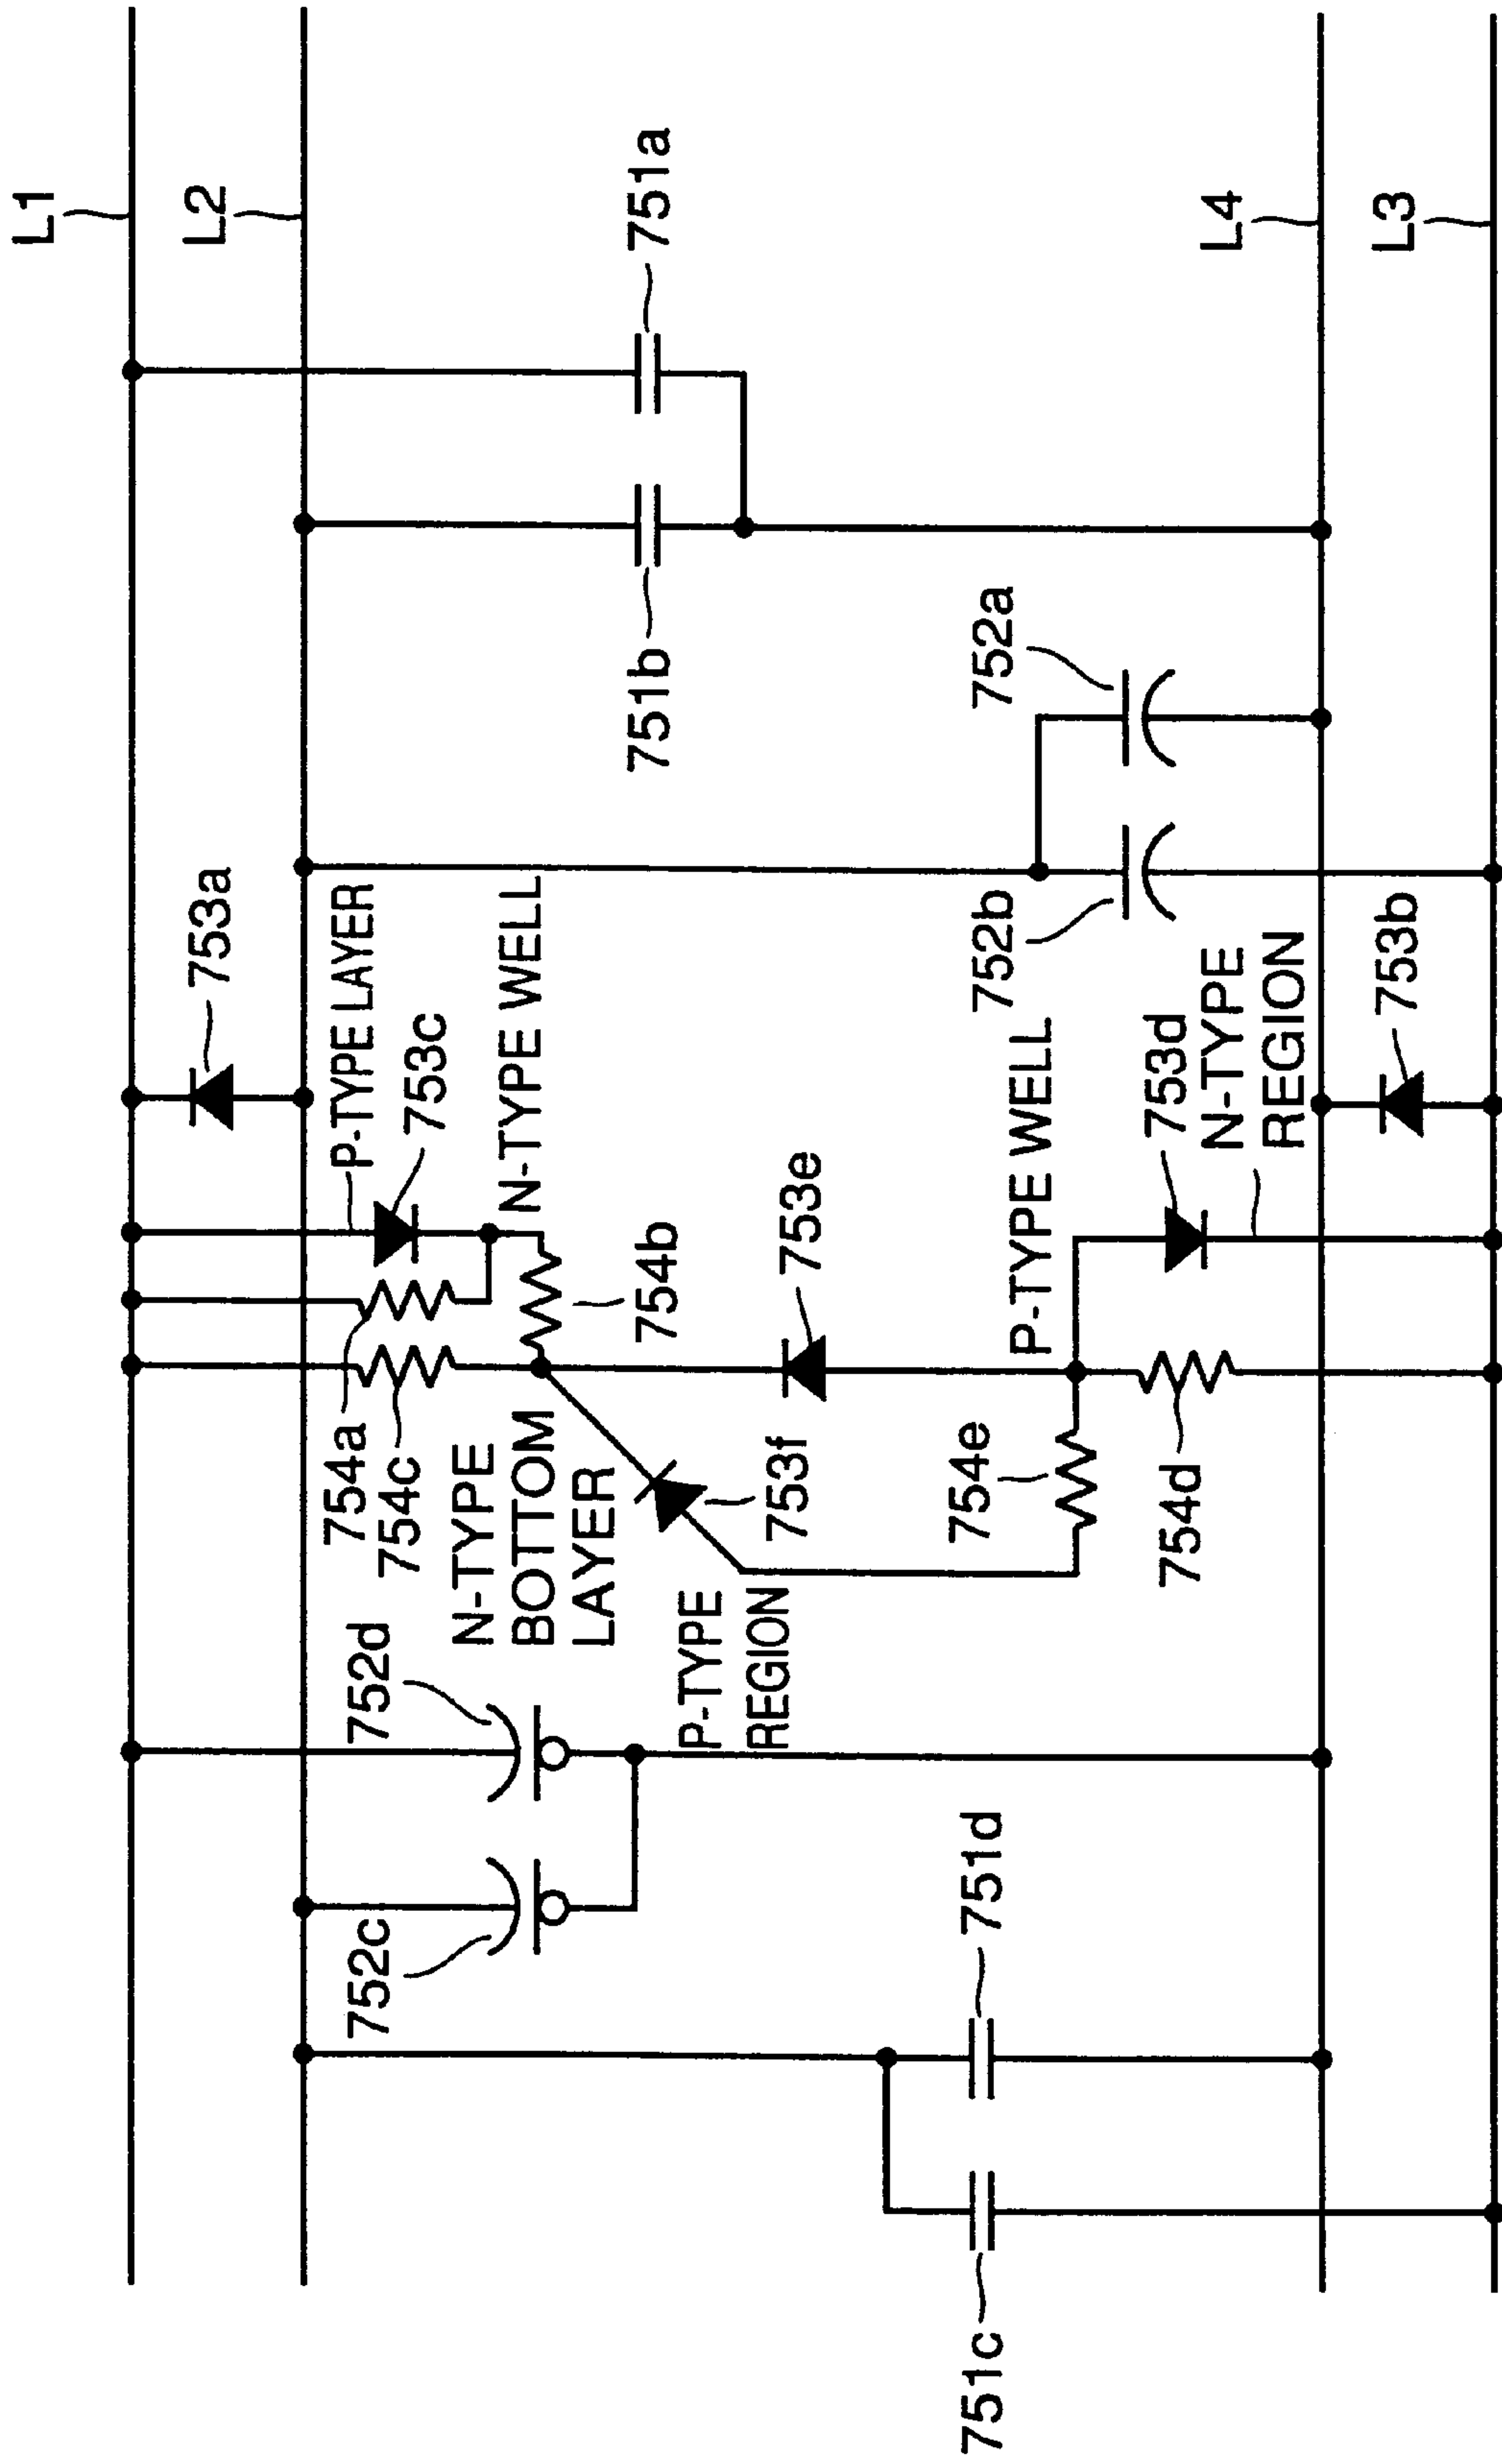 L1
L2
751a
L4
L3
751b
752a
753a
P-TYPE LAYER
N-TYPE WELL
752b
753c
753b
N-TYPE
REGION
753d
P-TYPE WELL
753e
754b
754a
754c
N-TYPE
BOTTOM
LAYER
753f
754e
754d
P-TYPE
REGION
752d
752c
751d
751c